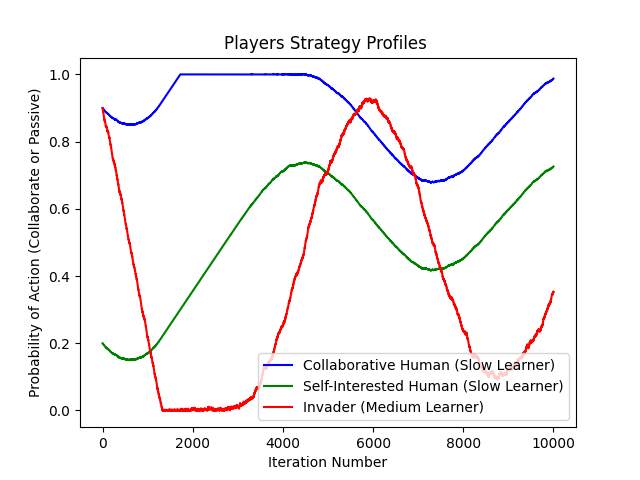 Players Strategy Profiles
Probability of Action (Collaborate or Passive)
1.0
0.8
0.6
0.4
0.2
0.0
Collaborative Human (Slow Learner)
Self-Interested Human (Slow Learner)
Invader (Medium Learner)
0 2000 4000 6000 8000 10000
Iteration Number